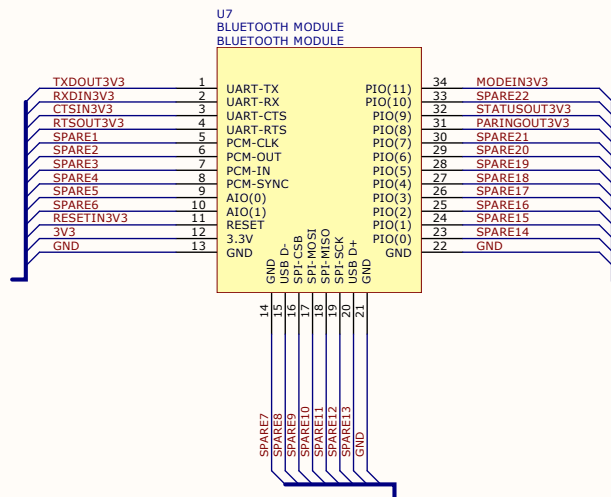 U7
BLUETOOTH MODULE
BLUETOOTH MODULE
TXDOUT3V3 1 UART-TX PIO(11) 34 MODEIN3V3
RXDIN3V3 2 UART-RX PIO(10) 33 SPARE22
CTSIN3V3 3 UART-CTS PIO(9) 32 STATUSOUT3V3
RTSOUT3V3 4 UART-RTS PIO(8) 31 PARINGOUT3V3
SPARE1 5 PCM-CLK PIO(7) 30 SPARE21
SPARE2 6 PCM-OUT PIO(6) 29 SPARE20
SPARE3 7 PCM-IN PIO(5) 28 SPARE19
SPARE4 8 PCM-SYNC PIO(4) 27 SPARE18
SPARE5 9 AIO(0) PIO(3) 26 SPARE17
SPARE6 10 AIO(1) PIO(2) 25 SPARE16
RESETIN3V3 11 RESET PIO(1) 24 SPARE15
3V3 12 3.3V PIO(0) 23 SPARE14
GND 13 GND GND 22 GND
GND 14 SPARE7
USB D- 15 SPARE8
SPI-CSB 16 SPARE9
SPI-MOSI 17 SPARE10
SPI-MISO 18 SPARE11
SPI-SCK 19 SPARE12
USB D+ 20 SPARE13
GND 21 GND